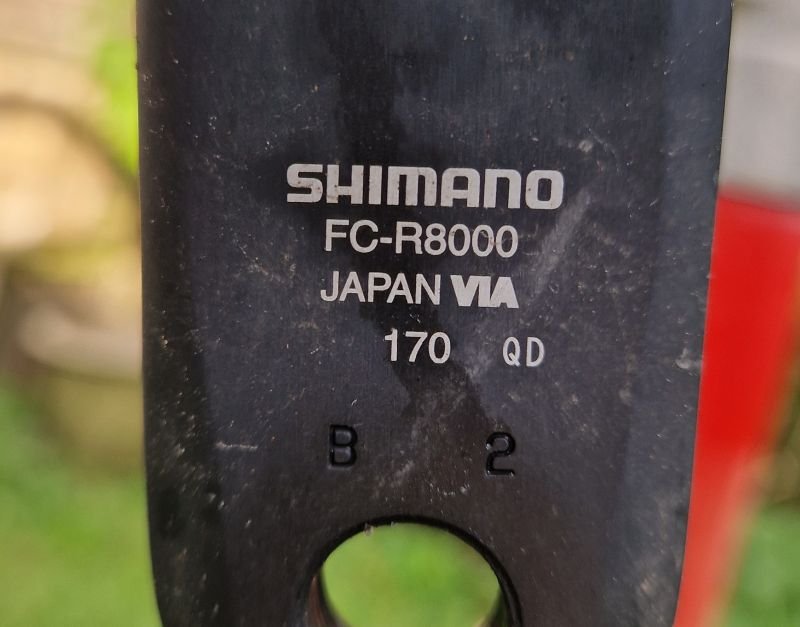 SHIMANO
FC-R8000
JAPAN VIA
170 QD
B 2